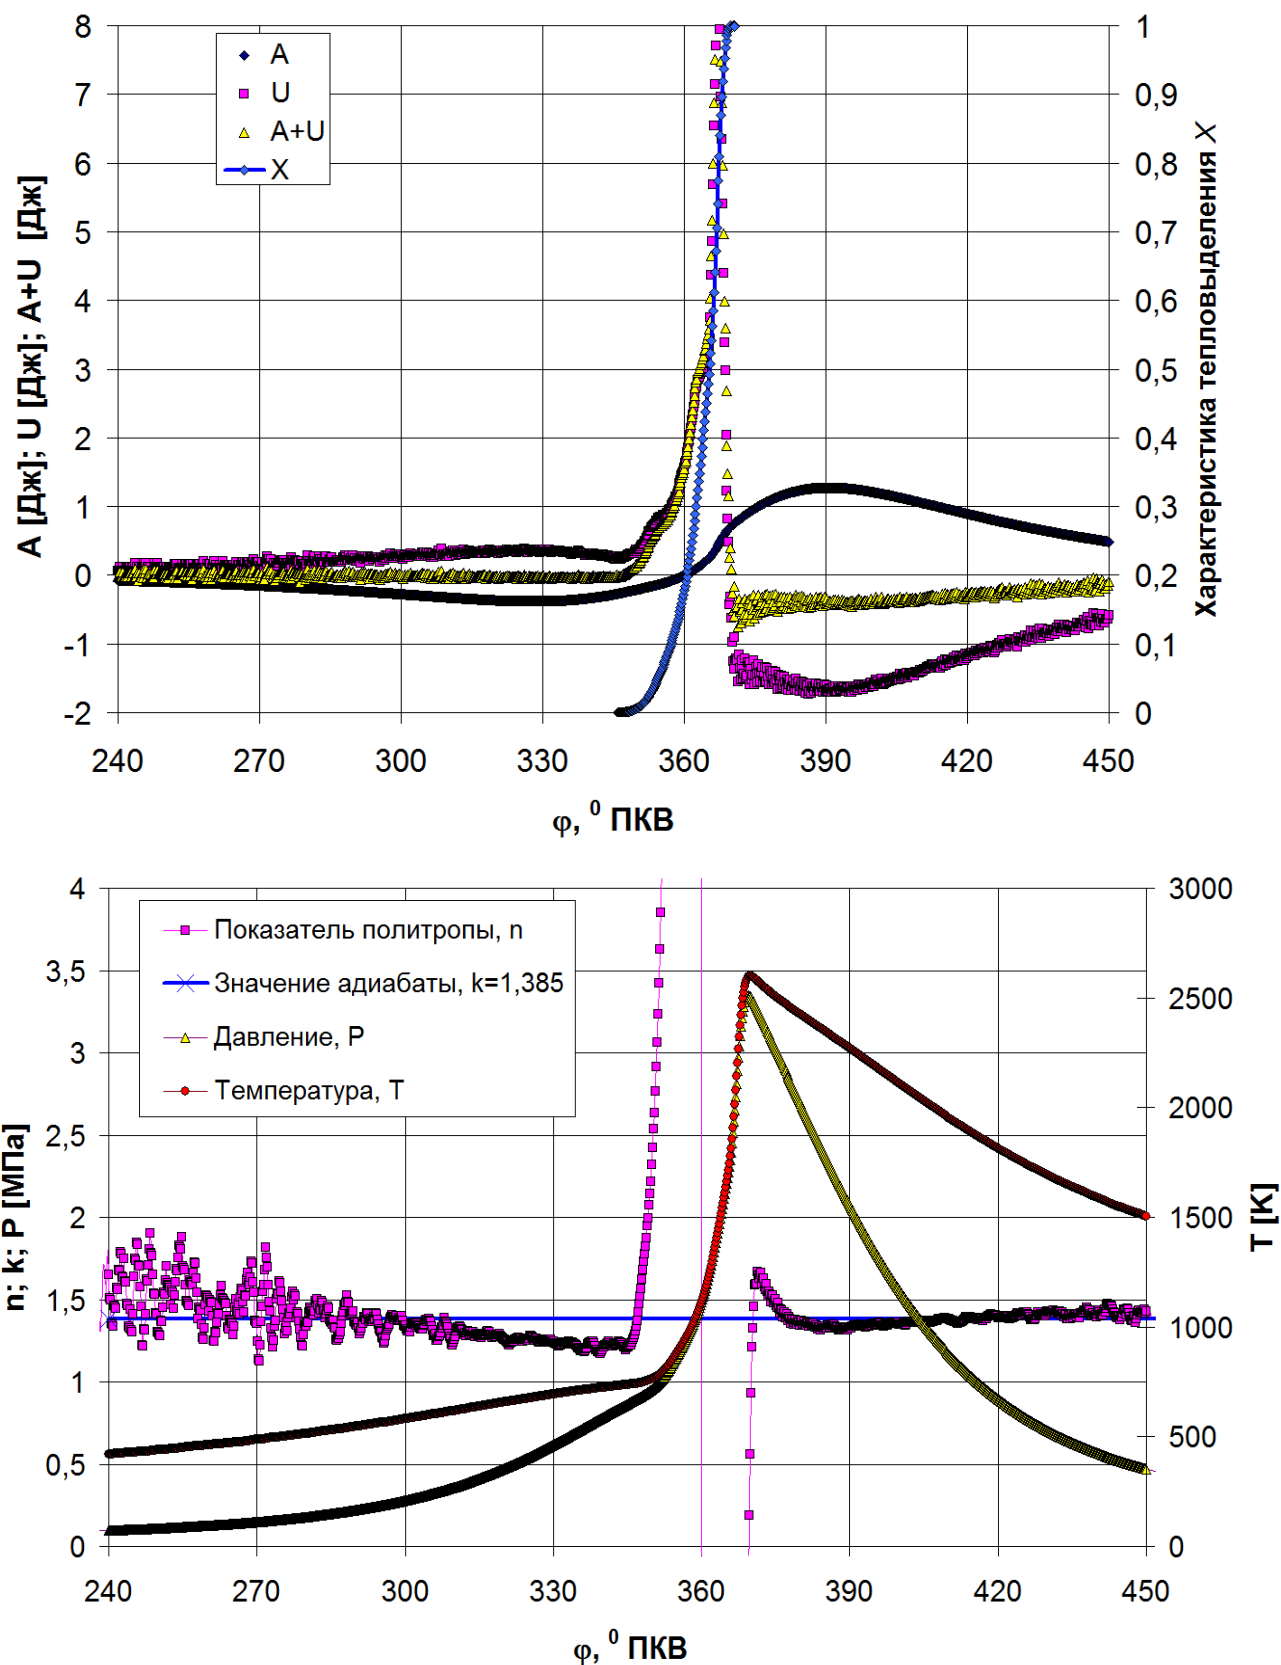 8
7
6
5
4
3
2
1
0
-1
-2
A [Дж]; U [Дж]; A+U [Дж]
A
U
A+U
X
1
0,9
0,8
0,7
0,6
0,5
0,4
0,3
0,2
0,1
0
Характеристика тепловыделения X
240 270 300 330 360 390 420 450
φ, ⁰ ПКВ
4
3,5
3
2,5
2
1,5
1
0,5
0
n; k; P [МПа]
Показатель политропы, n
Значение адиабаты, k=1,385
Давление, P
Температура, T
3000
2500
2000
1500
1000
500
0
T [K]
240 270 300 330 360 390 420 450
φ, ⁰ ПКВ